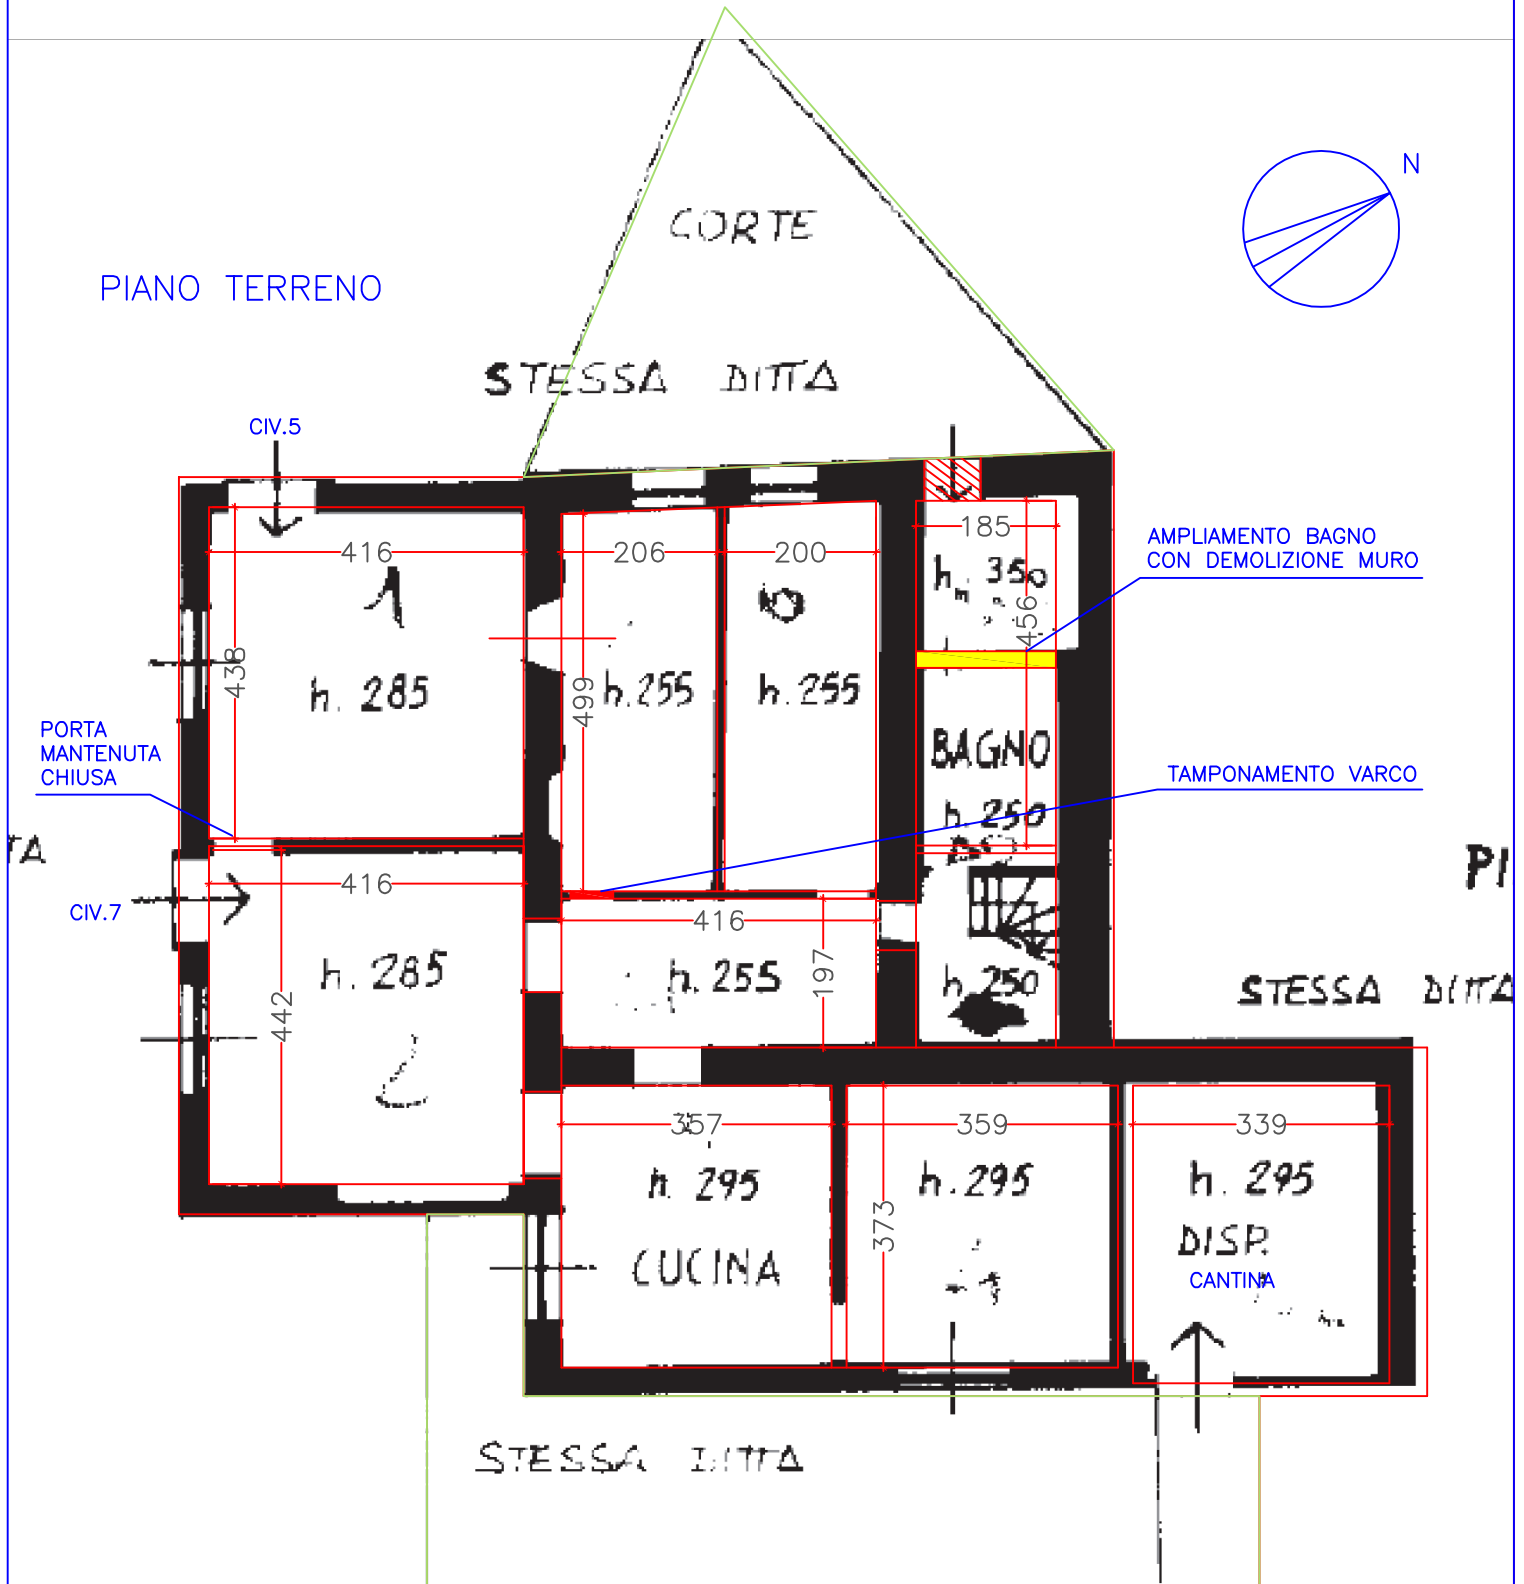 N
CORTE
PIANO TERRENO
STESSA DITTA
CIV.5
416
206
200
185
AMPLIAMENTO BAGNO
CON DEMOLIZIONE MURO
1
h. 350
456
438
h. 285
499
h. 255
h. 255
PORTA
MANTENUTA
CHIUSA
BAGNO
TAMPONAMENTO VARCO
h. 250
TA
PI
416
CIV.7
416
h. 285
442
h. 255
197
h. 250
STESSA DITTA
2
357
359
339
h. 295
h. 295
h. 295
373
CUCINA
DISP.
CANTINA
STESSA DITTA